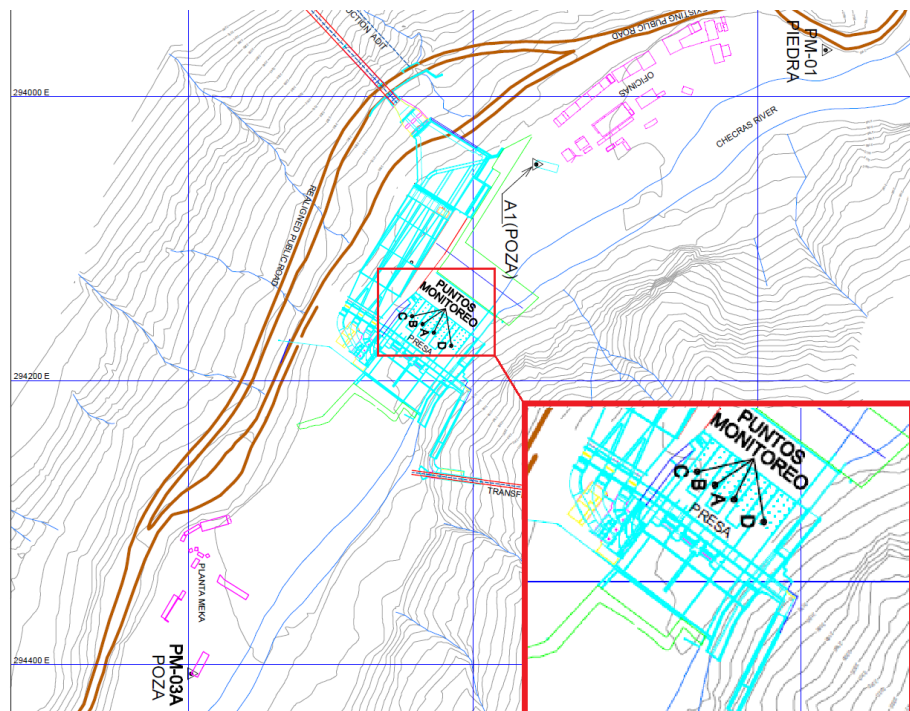 UCTION ADIT
EXISTING PUBLIC ROAD
PM-01
PIEDRA
OFICINAS
294000 E
CHECRAS RIVER
A1(POZA)
REALIGNED PUBLIC ROAD
PUNTOS
MONITOREO
C B A D
PRESA
294200 E
PUNTOS
MONITOREO
C B A D
PRESA
TRANSF
PLANTA MEKA
294400 E
PM-03A
POZA